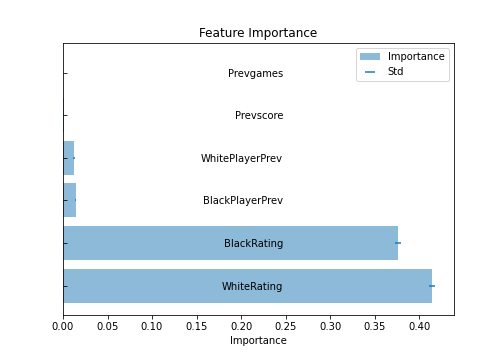 Feature Importance
Importance
Std
Prevgames
Prevscore
WhitePlayerPrev
BlackPlayerPrev
BlackRating
WhiteRating
0.00 0.05 0.10 0.15 0.20 0.25 0.30 0.35 0.40
Importance